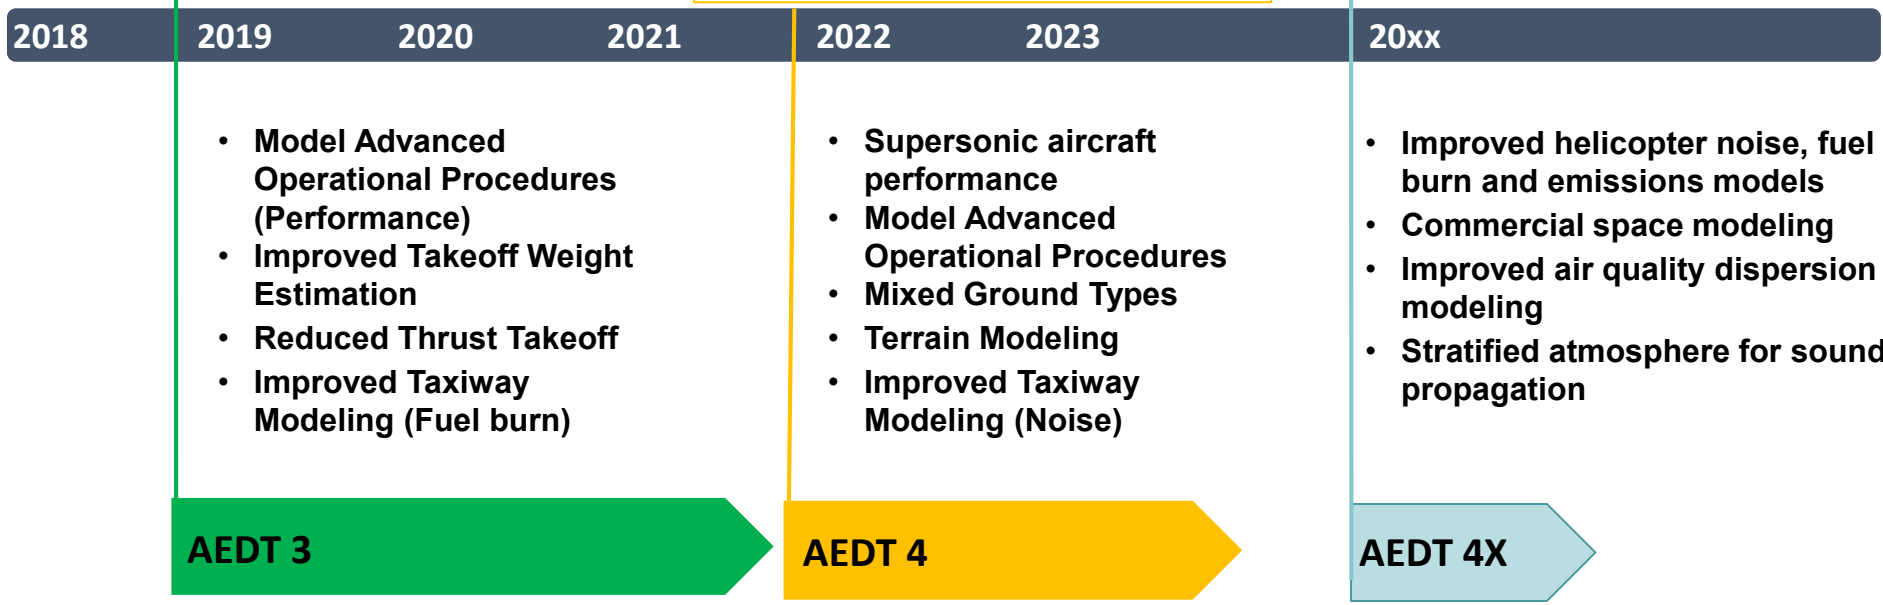 2018 2019 2020 2021 2022 2023 20xx
• Model Advanced
Operational Procedures
(Performance)
• Improved Takeoff Weight
Estimation
• Reduced Thrust Takeoff
• Improved Taxiway
Modeling (Fuel burn)
• Supersonic aircraft
performance
• Model Advanced
Operational Procedures
• Mixed Ground Types
• Terrain Modeling
• Improved Taxiway
Modeling (Noise)
• Improved helicopter noise, fuel
burn and emissions models
• Commercial space modeling
• Improved air quality dispersion
modeling
• Stratified atmosphere for sound
propagation
AEDT 3
AEDT 4
AEDT 4X